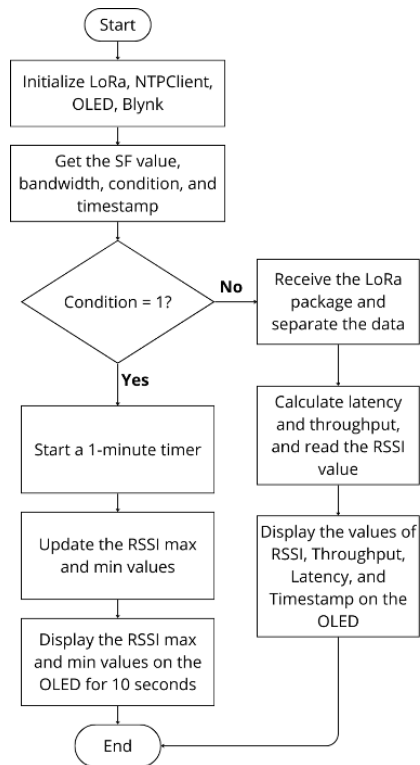 Start
Initialize LoRa, NTPClient,
OLED, Blynk
Get the SF value,
bandwidth, condition, and
timestamp
Condition = 1?
No
Receive the LoRa
package and
separate the data
Yes
Calculate latency
and throughput,
and read the RSSI
value
Start a 1-minute timer
Display the values of
RSSI, Throughput,
Latency, and
Timestamp on the
OLED
Update the RSSI max
and min values
Display the RSSI max
and min values on the
OLED for 10 seconds
End